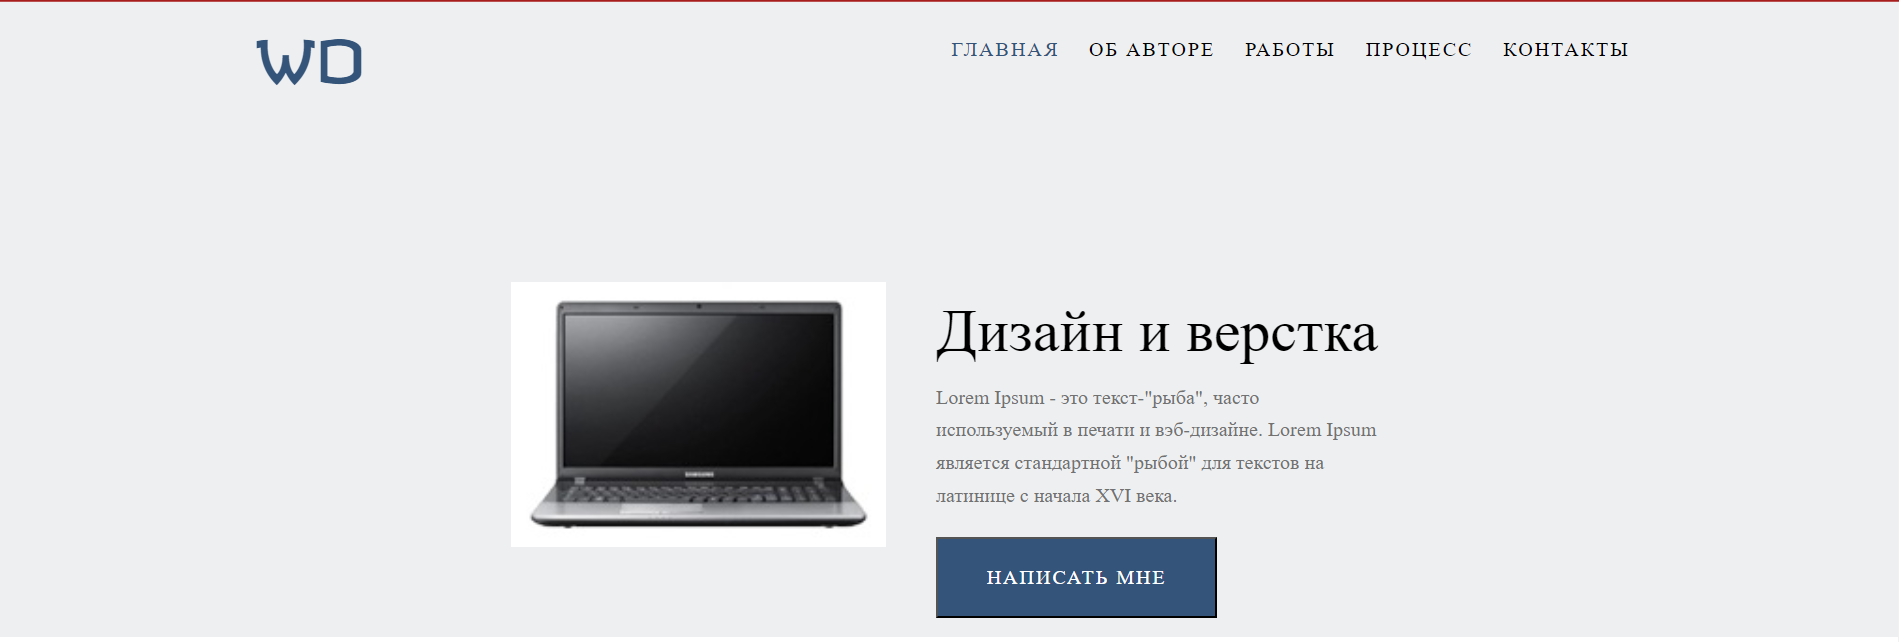 WD
ГЛАВНАЯ ОБ АВТОРЕ РАБОТЫ ПРОЦЕСС КОНТАКТЫ
SAMSUNG
Дизайн и верстка
Lorem Ipsum - это текст-"рыба", часто
используемый в печати и вэб-дизайне. Lorem Ipsum
является стандартной "рыбой" для текстов на
латинице с начала XVI века.
НАПИСАТЬ МНЕ